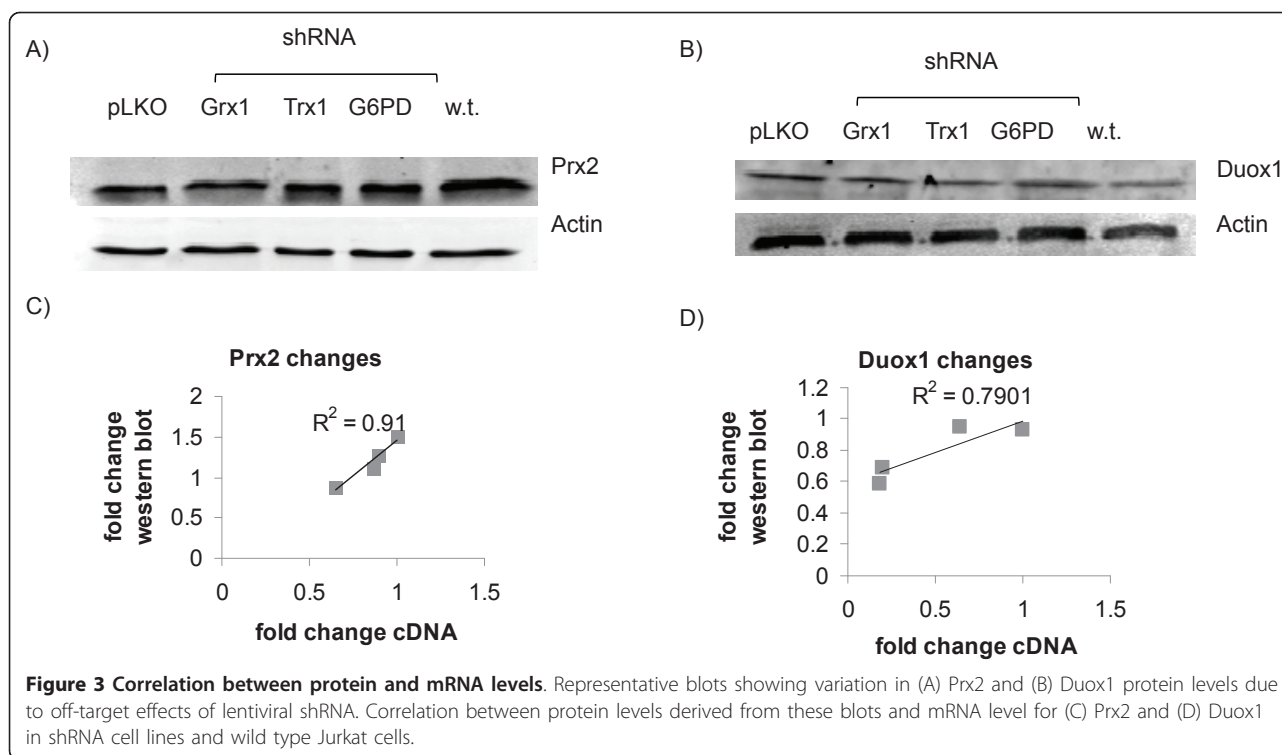 A)
shRNA
pLKO Grx1 Trx1 G6PD w.t.
Prx2
Actin
B)
shRNA
pLKO Grx1 Trx1 G6PD w.t.
Duox1
Actin
C)
Prx2 changes
R² = 0.91
fold change
western blot
2
1.5
1
0.5
0
0 0.5 1 1.5
fold change cDNA
D)
Duox1 changes
R² = 0.7901
fold change
western blot
1.2
1
0.8
0.6
0.4
0.2
0
0 0.5 1 1.5
fold change cDNA
Figure 3 Correlation between protein and mRNA levels. Representative blots showing variation in (A) Prx2 and (B) Duox1 protein levels due
to off-target effects of lentiviral shRNA. Correlation between protein levels derived from these blots and mRNA level for (C) Prx2 and (D) Duox1
in shRNA cell lines and wild type Jurkat cells.